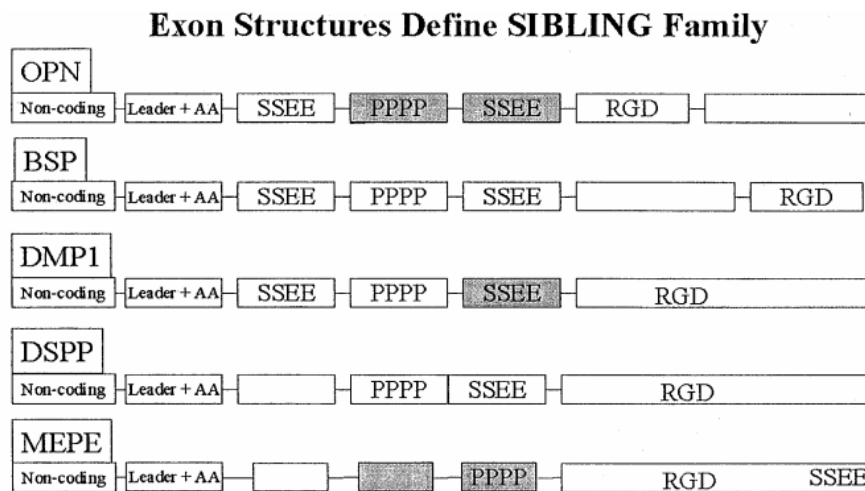 Exon Structures Define SIBLING Family
OPN
Non-coding Leader + AA SSEE PPPP SSEE RGD
BSP
Non-coding Leader + AA SSEE PPPP SSEE RGD
DMP1
Non-coding Leader + AA SSEE PPPP SSEE RGD
DSPP
Non-coding Leader + AA PPPP SSEE RGD
MEPE
Non-coding Leader + AA PPPP RGD SSEE